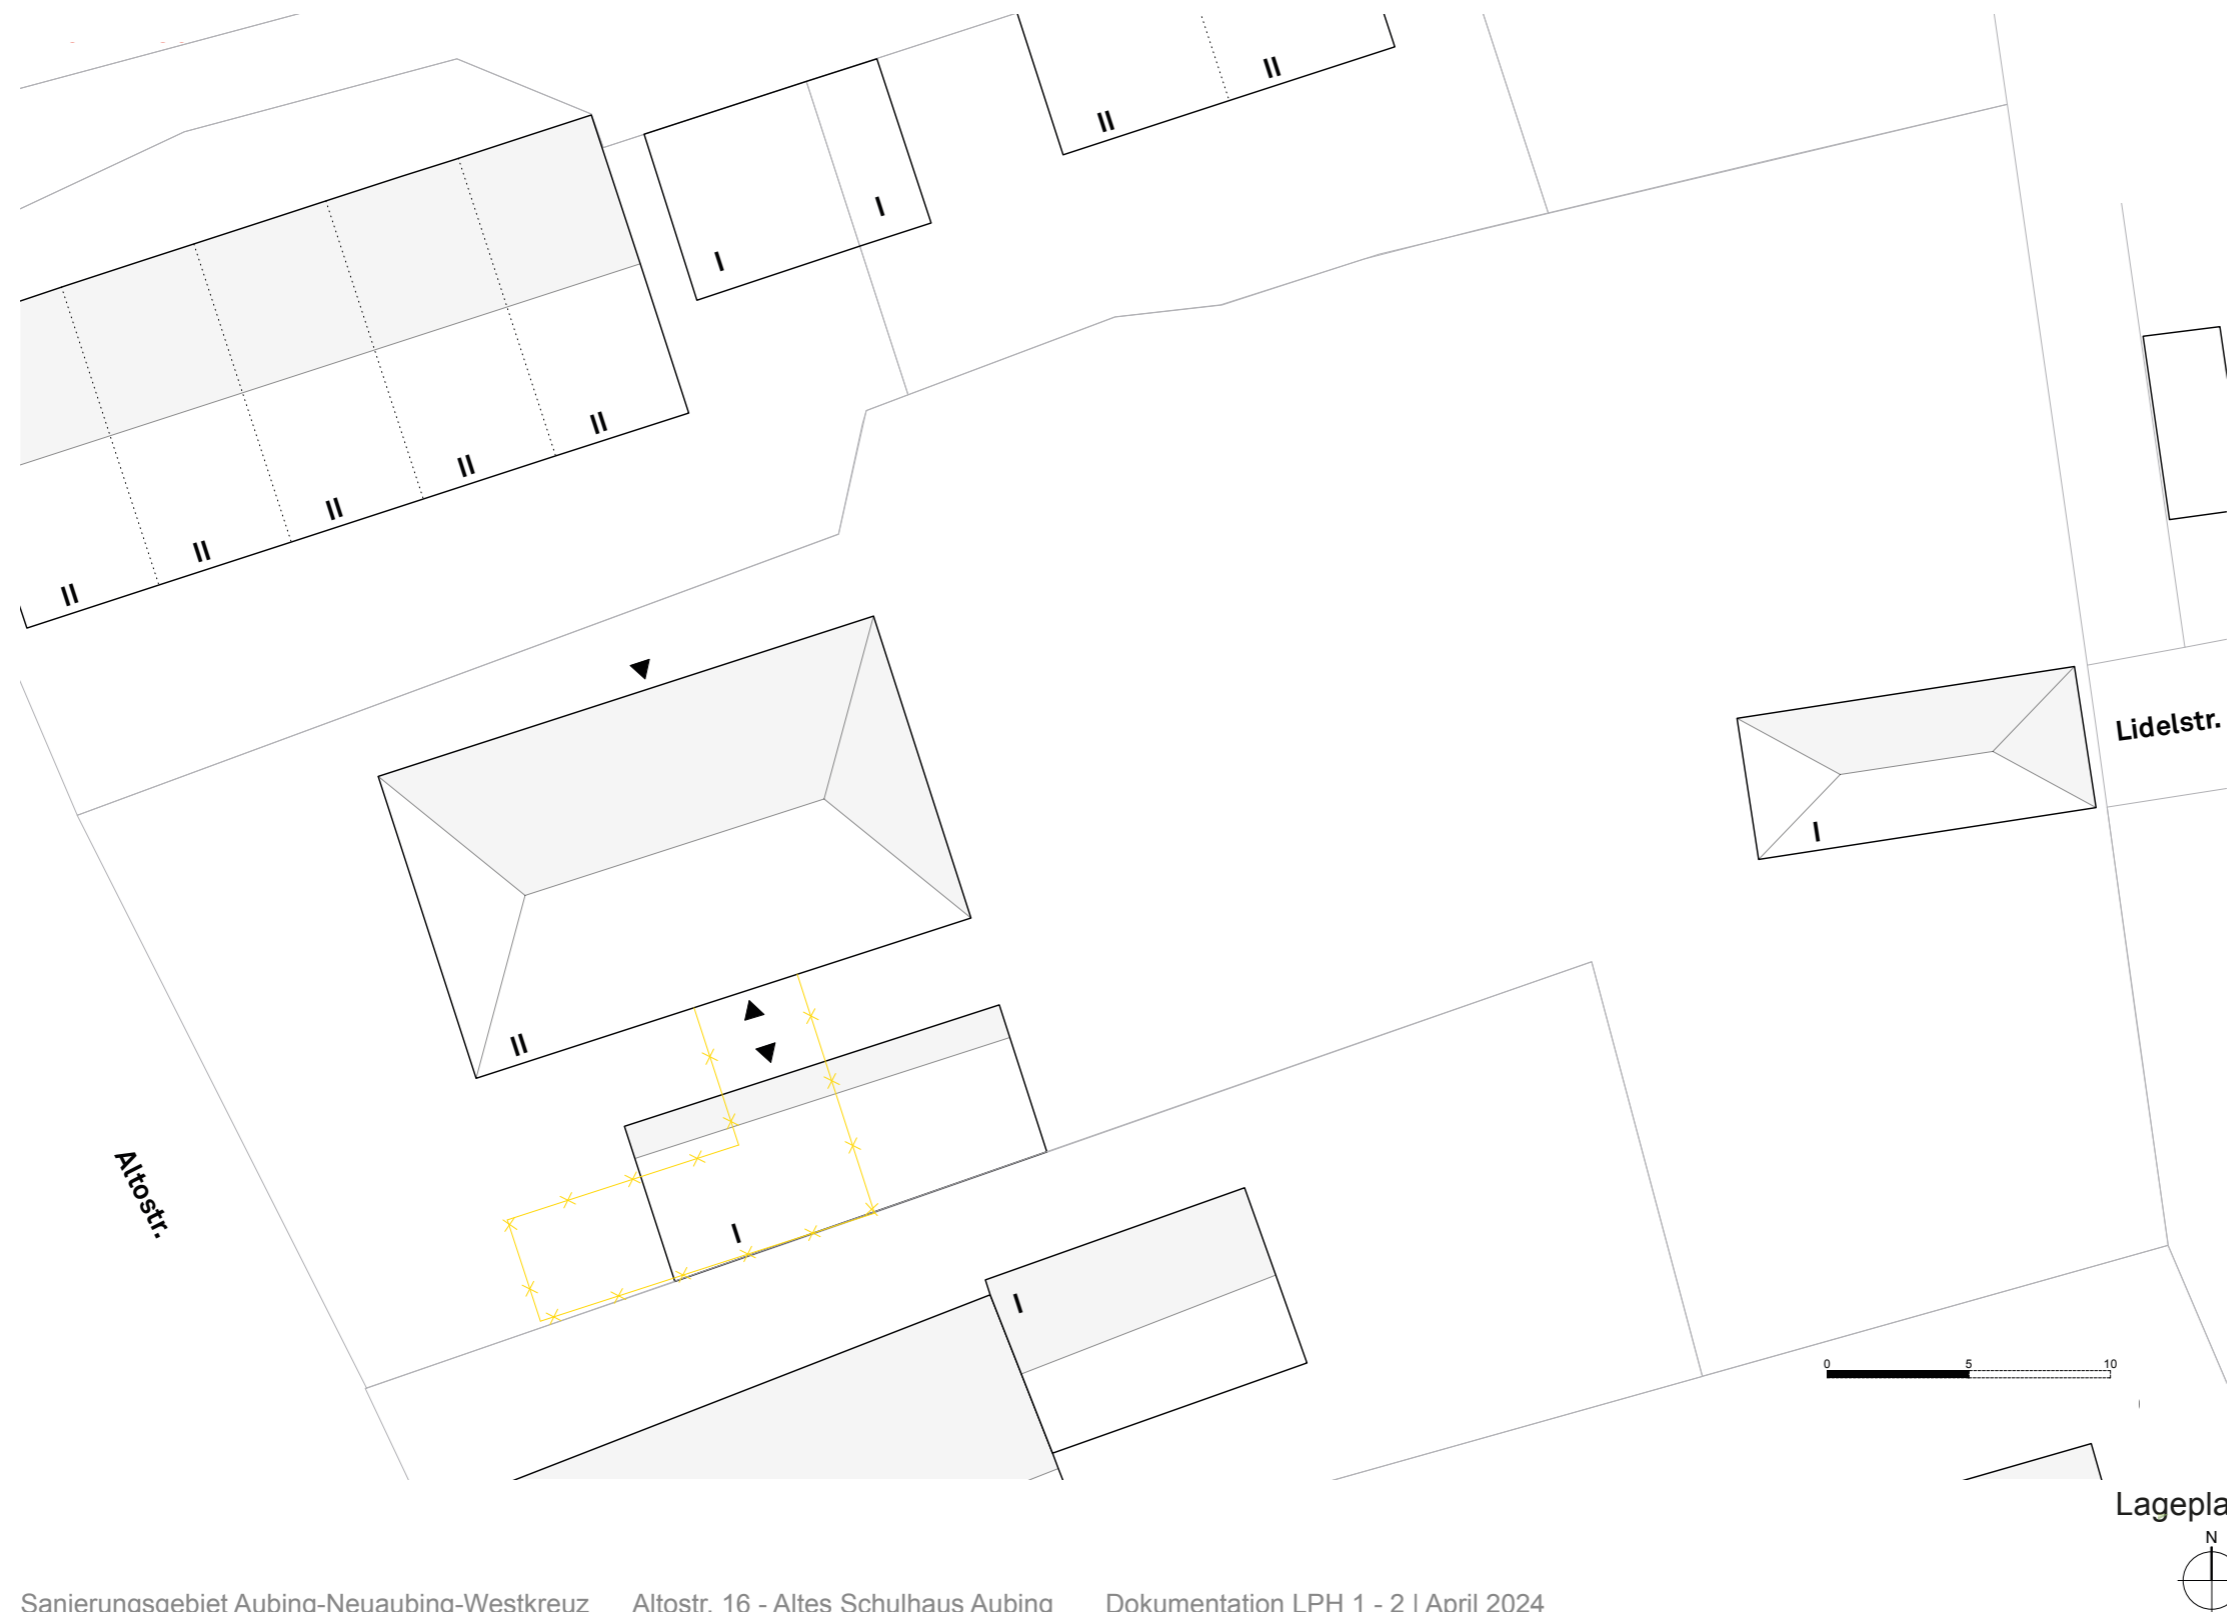 II
II
I
I
II
II
II
II
II
Lidelstr.
I
II
Altostr.
I
I
0 5 10
Lagepla
N
Sanierungsgebiet Aubing-Neuaubing-Westkreuz Altostr. 16 - Altes Schulhaus Aubing Dokumentation LPH 1 - 2 | April 2024